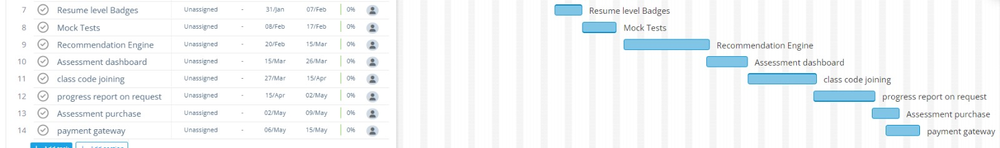 7 Resume level Badges Unassigned - 31/Jan 07/Feb 0% Resume level Badges
8 Mock Tests Unassigned - 08/Feb 17/Feb 0% Mock Tests
9 Recommendation Engine Unassigned - 20/Feb 15/Mar 0% Recommendation Engine
10 Assessment dashboard Unassigned - 15/Mar 26/Mar 0% Assessment dashboard
11 class code joining Unassigned - 27/Mar 15/Apr 0% class code joining
12 progress report on request Unassigned - 15/Apr 02/May 0% progress report on request
13 Assessment purchase Unassigned - 02/May 09/May 0% Assessment purchase
14 payment gateway Unassigned - 06/May 15/May 0% payment gateway